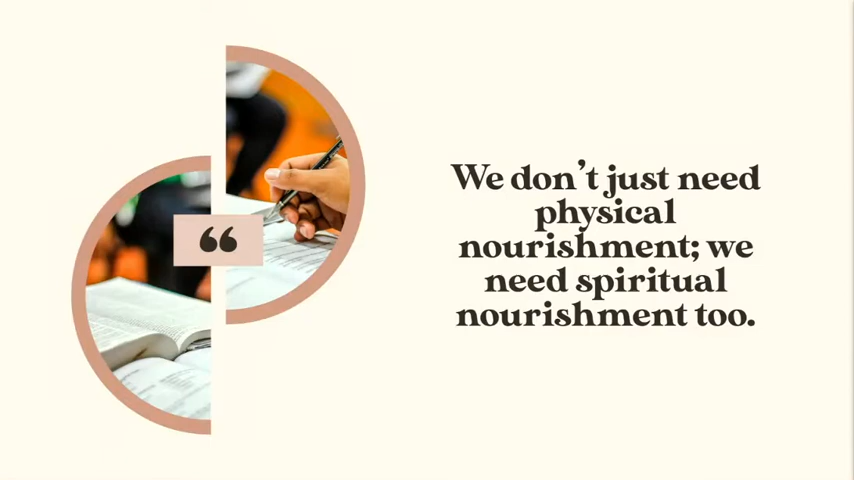 ❝
We don’t just need
physical
nourishment; we
need spiritual
nourishment too.